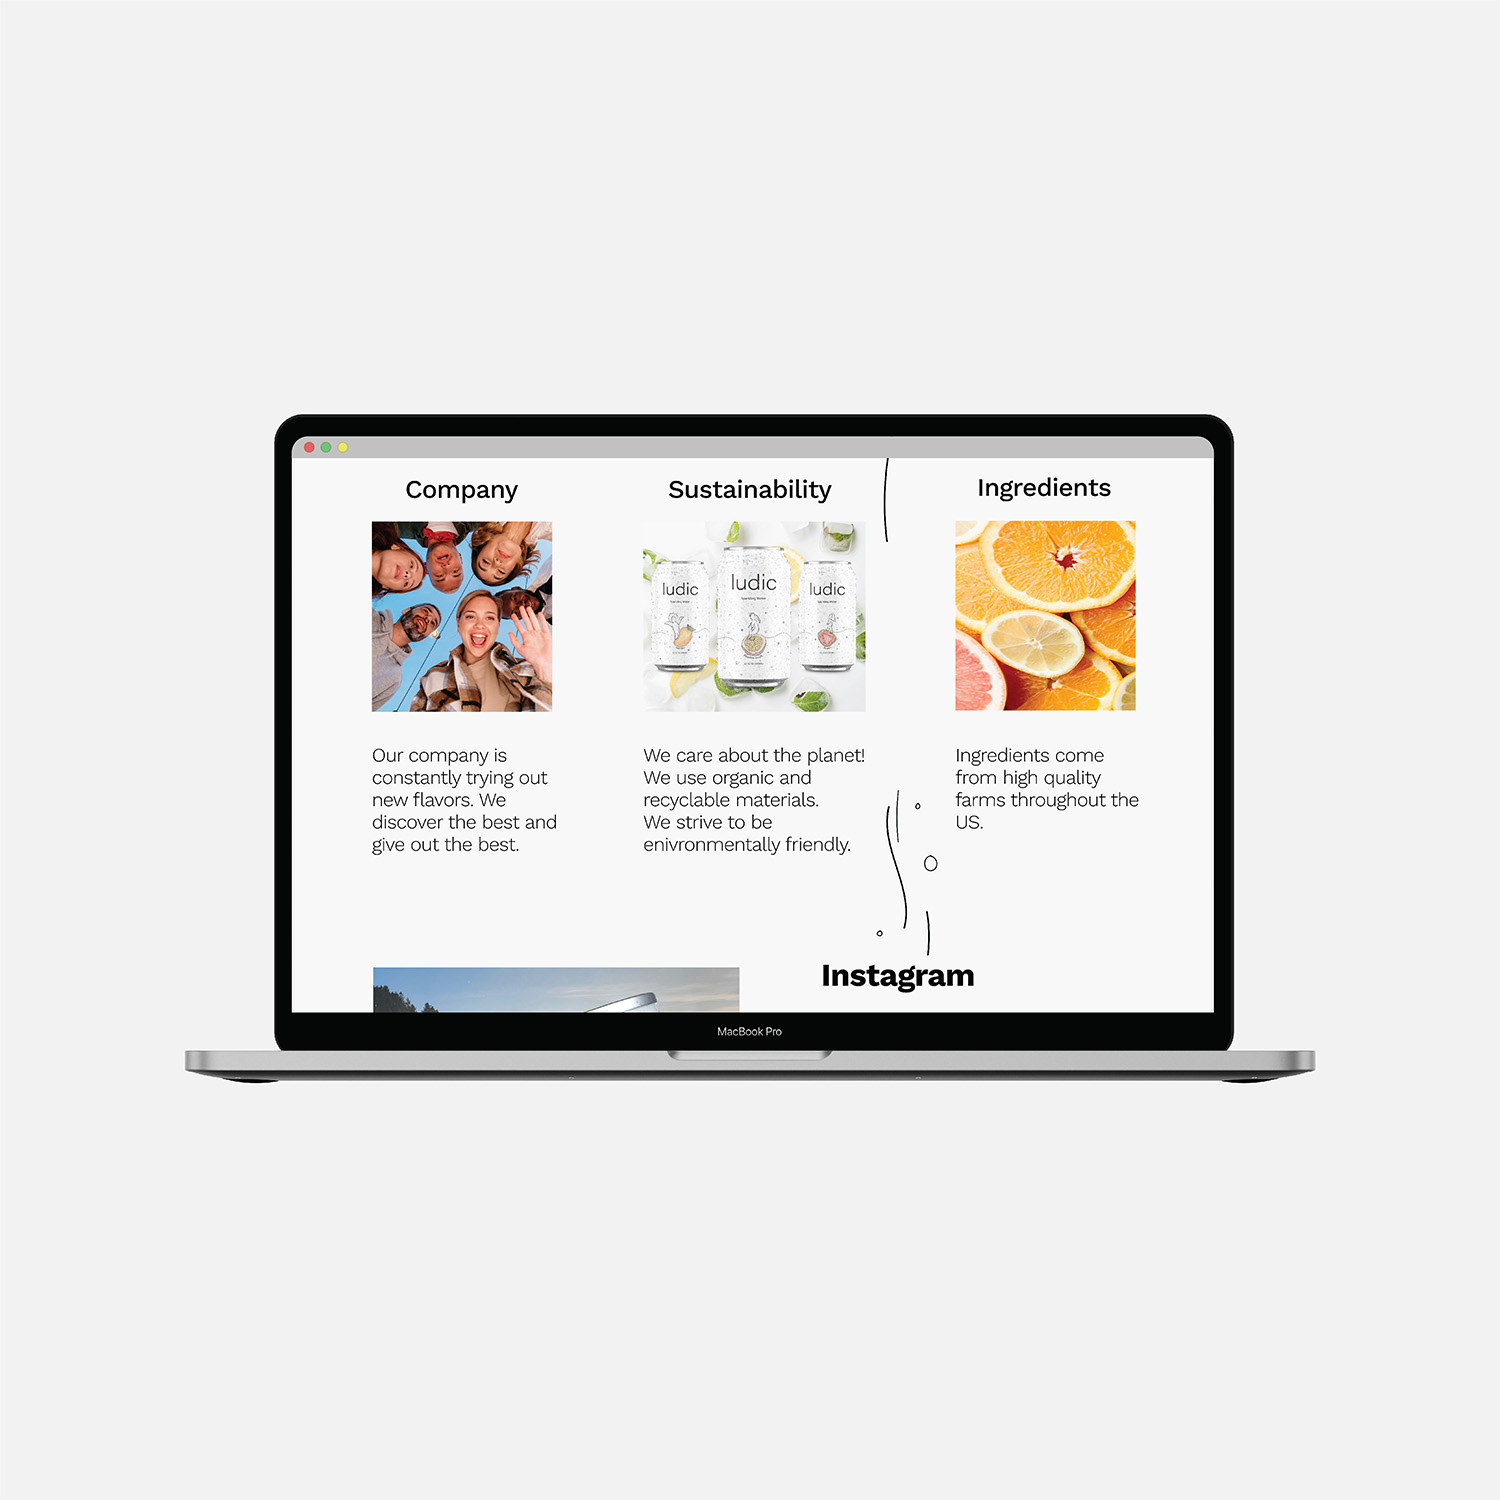 Company
Sustainability
Ingredients
ludic
ludic
ludic
Sparkling Water
Our company is
constantly trying out
new flavors. We
discover the best and
give out the best.
We care about the planet!
We use organic and
recyclable materials.
We strive to be
enivronmentally friendly.
Ingredients come
from high quality
farms throughout the
US.
Instagram
MacBook Pro